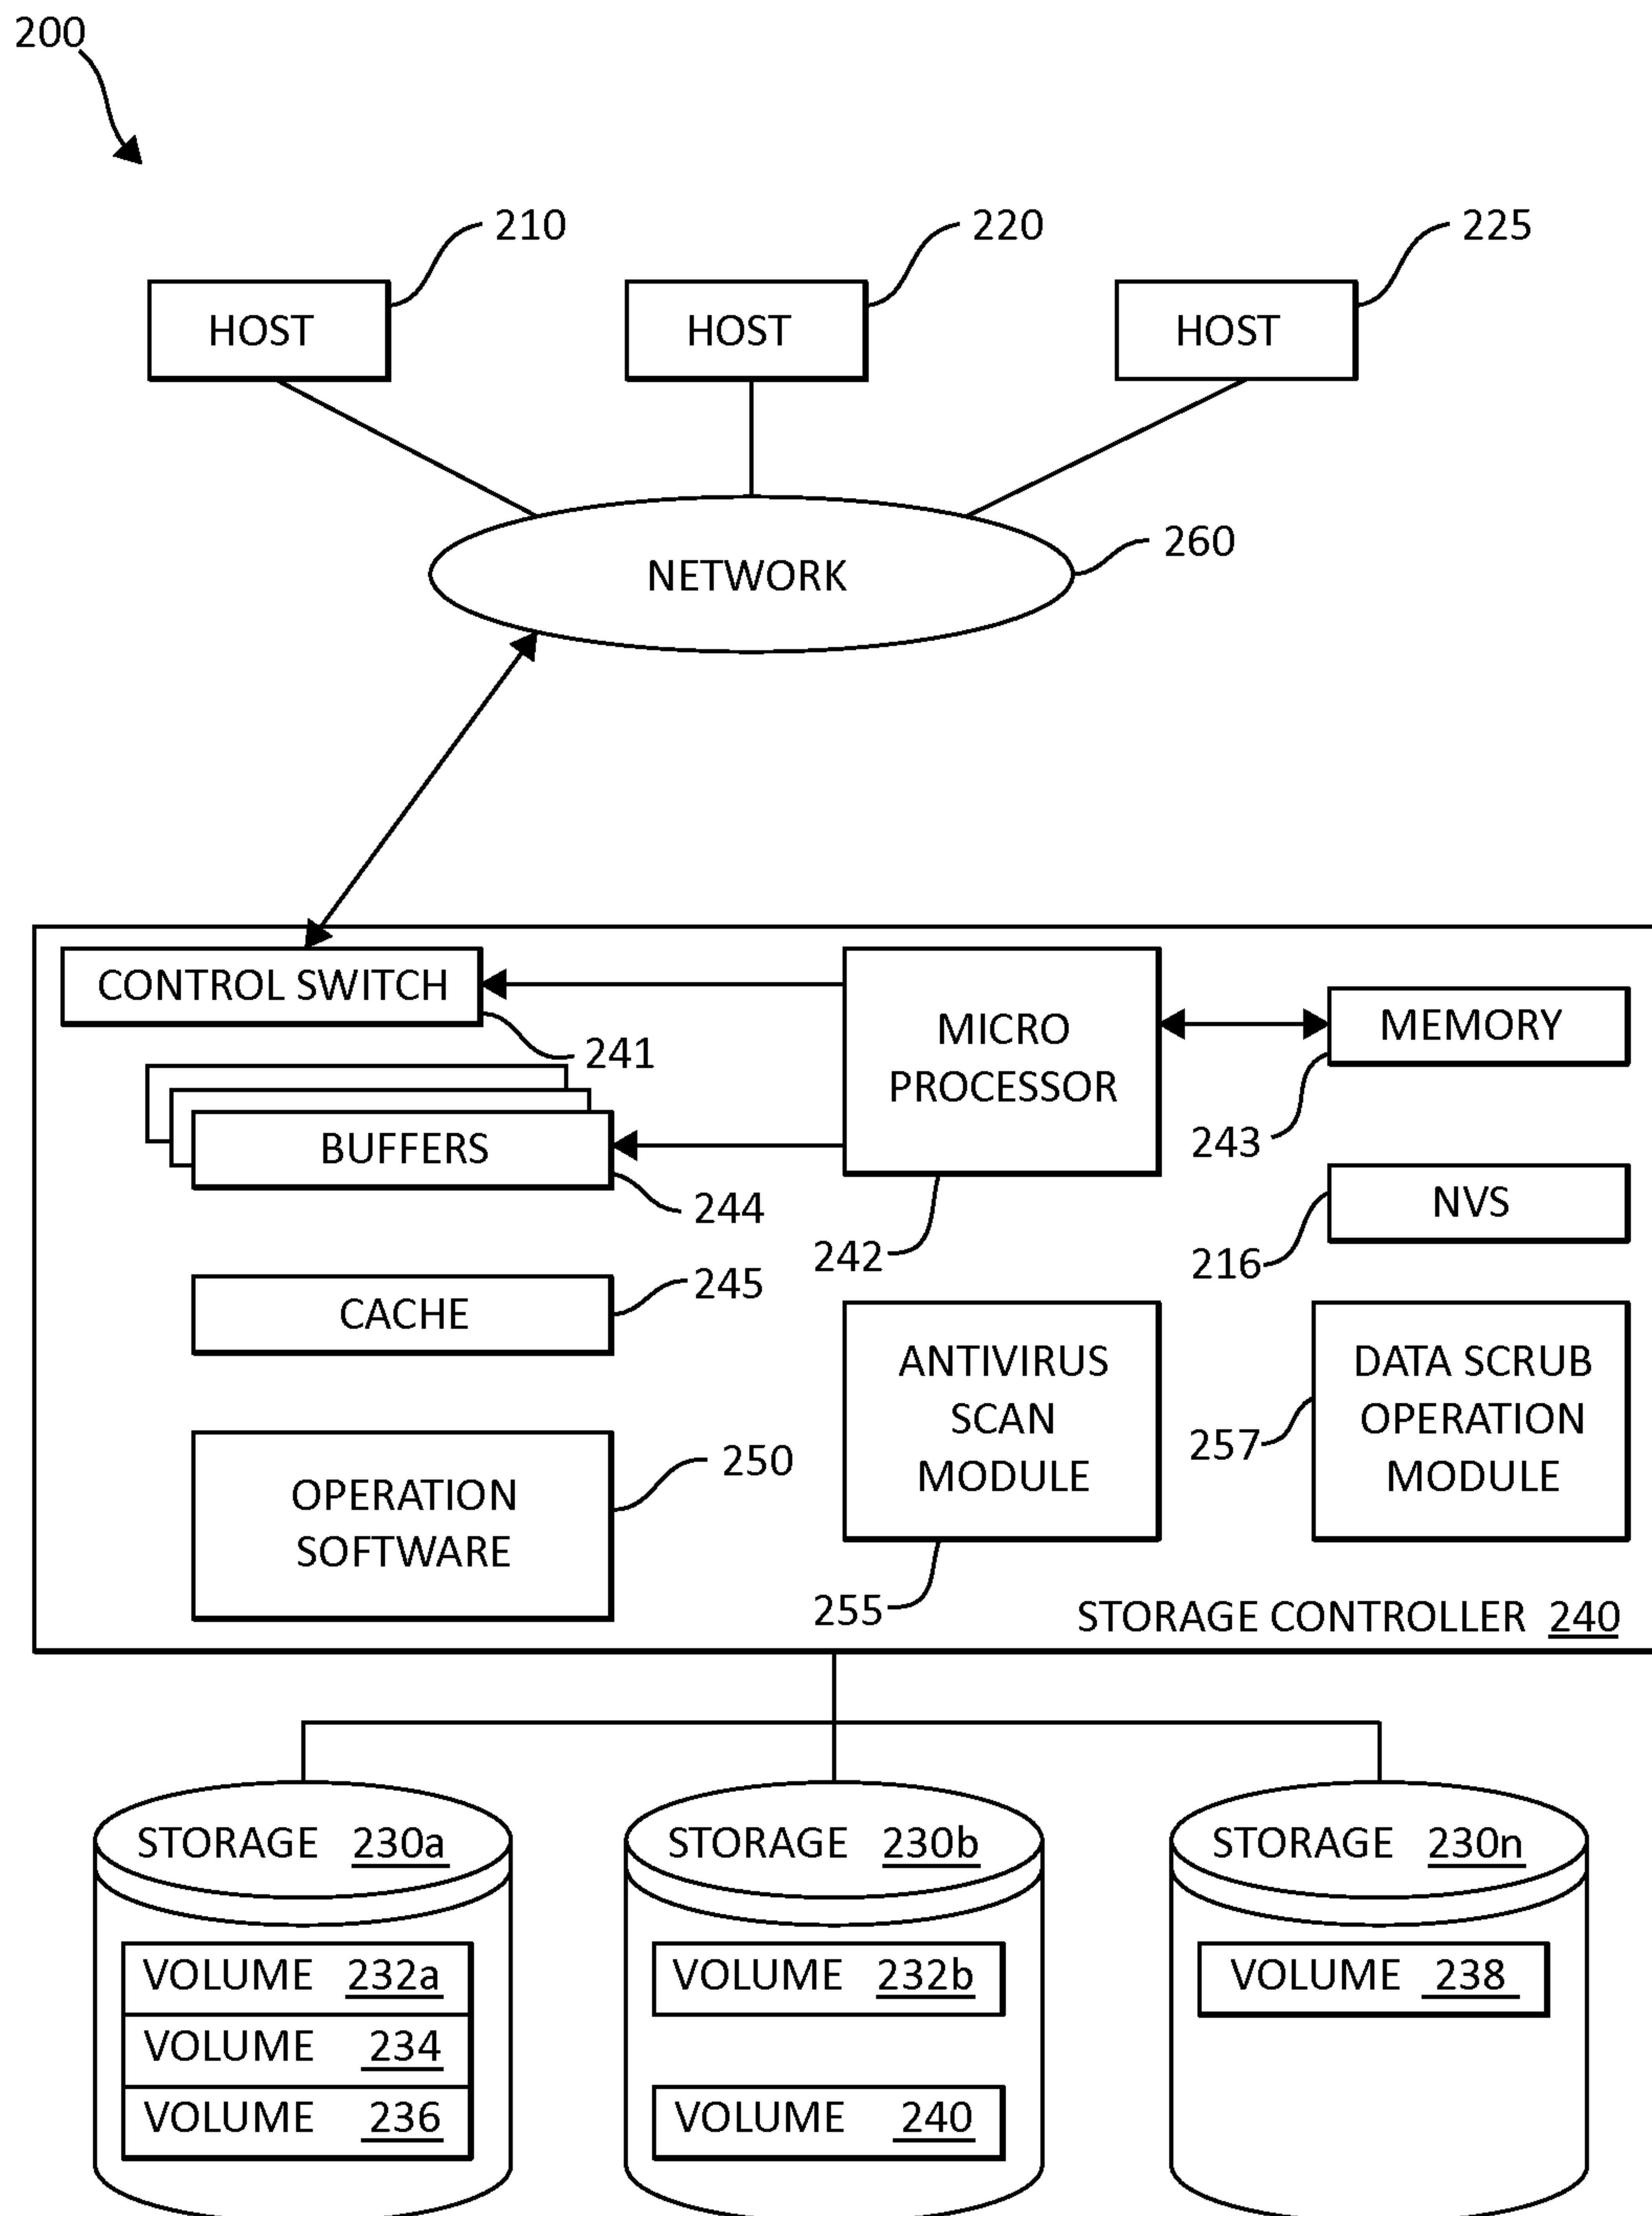 200
210
220
225
HOST
HOST
HOST
260
NETWORK
CONTROL SWITCH
241
MICRO
PROCESSOR
242
MEMORY
243
BUFFERS
244
NVS
216
CACHE
245
ANTIVIRUS
SCAN
MODULE
255
DATA SCRUB
OPERATION
MODULE
257
OPERATION
SOFTWARE
250
STORAGE CONTROLLER 240
STORAGE 230a
VOLUME 232a
VOLUME 234
VOLUME 236
STORAGE 230b
VOLUME 232b
VOLUME 240
STORAGE 230n
VOLUME 238